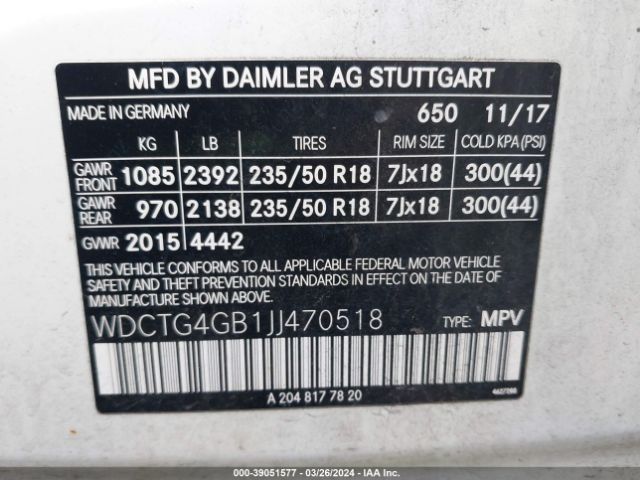 MFD BY DAIMLER AG STUTTGART
MADE IN GERMANY 650 11/17
KG LB TIRES RIM SIZE COLD KPA (PSI)
GAWR FRONT 1085 2392 235/50 R18 7Jx18 300(44)
GAWR REAR 970 2138 235/50 R18 7Jx18 300(44)
GVWR 2015 4442
THIS VEHICLE CONFORMS TO ALL APPLICABLE FEDERAL MOTOR VEHICLE
SAFETY AND THEFT PREVENTION STANDARDS IN EFFECT ON THE DATE OF
MANUFACTURE SHOWN ABOVE.
WDCTG4GB1JJ470518 TYPE: MPV
A 204 817 78 20
000-39051577 — 03/26/2024 — IAA Inc.